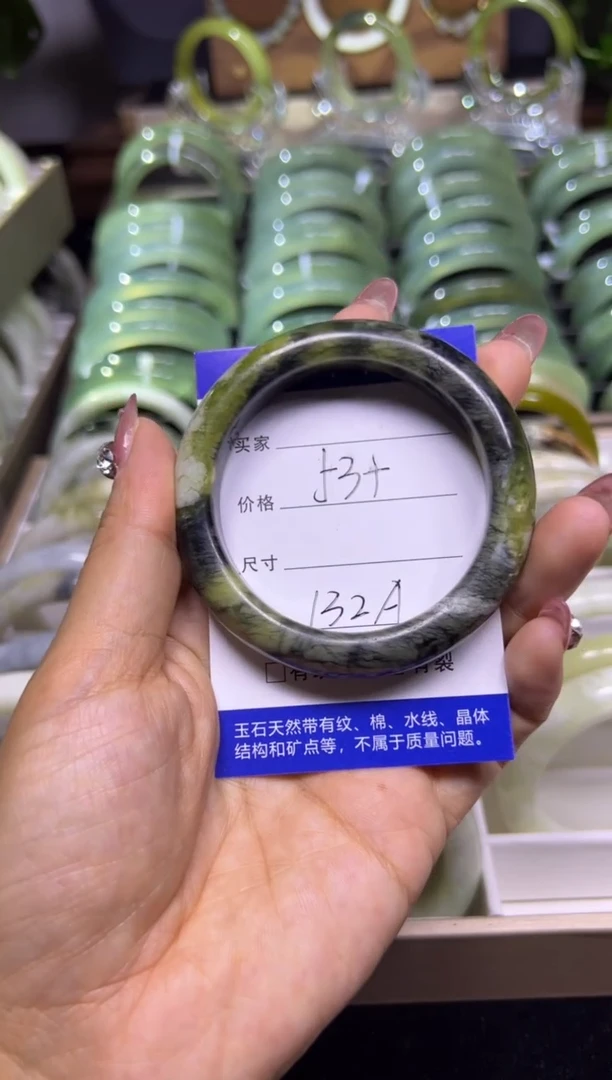 买家
53+
价格
尺寸
132A
玉石天然带有纹、棉、水线、晶体
结构和矿点等，不属于质量问题。